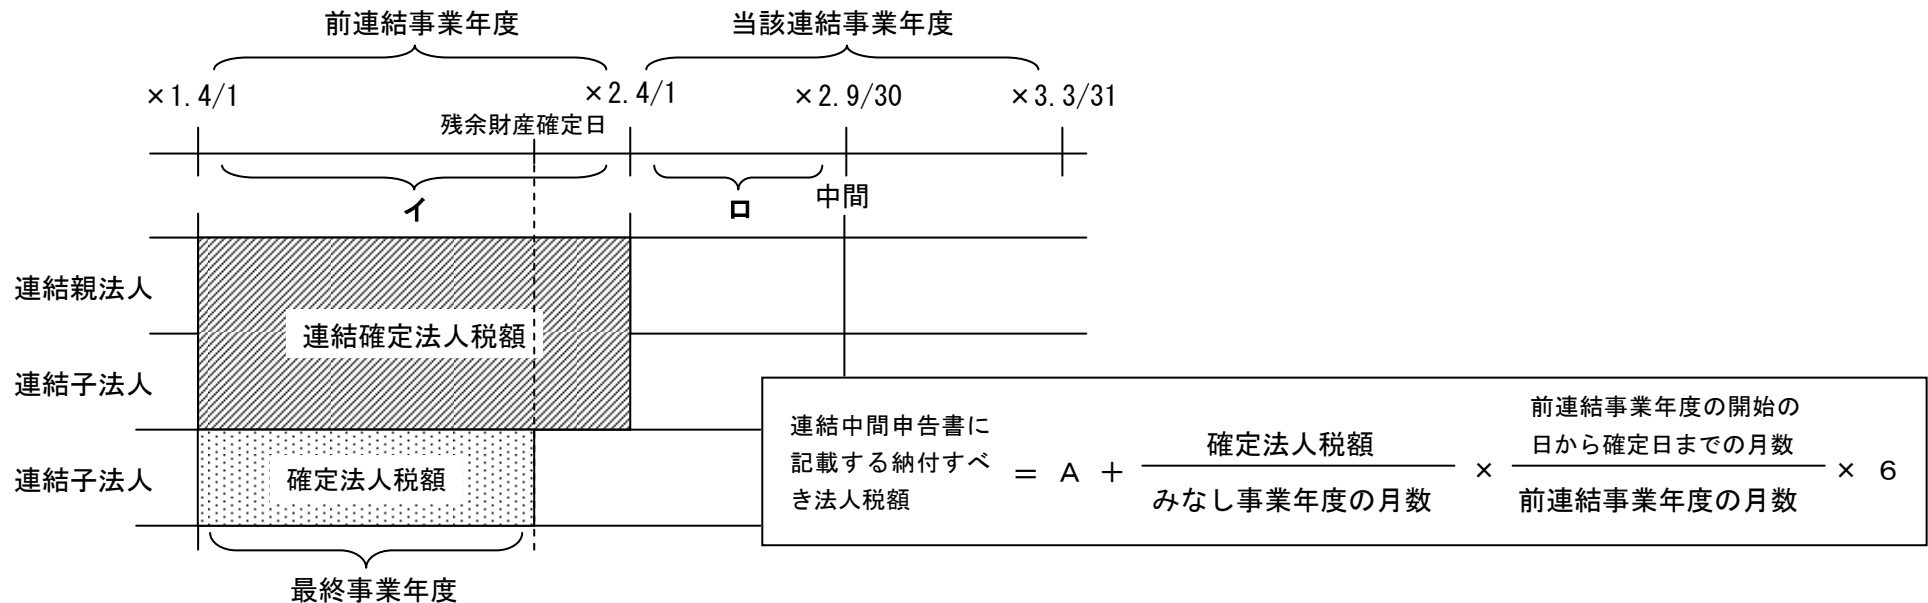 前連結事業年度
当該連結事業年度
×1.4/1
×2.4/1
×2.9/30
×3.3/31
残余財産確定日
イ
ロ
中間
連結親法人
連結確定法人税額
連結子法人
連結子法人
確定法人税額
最終事業年度
連結中間申告書に
記載する納付すべ
き法人税額
＝ Ａ ＋
確定法人税額
みなし事業年度の月数
×
前連結事業年度の開始の
日から確定日までの月数
前連結事業年度の月数
× ６